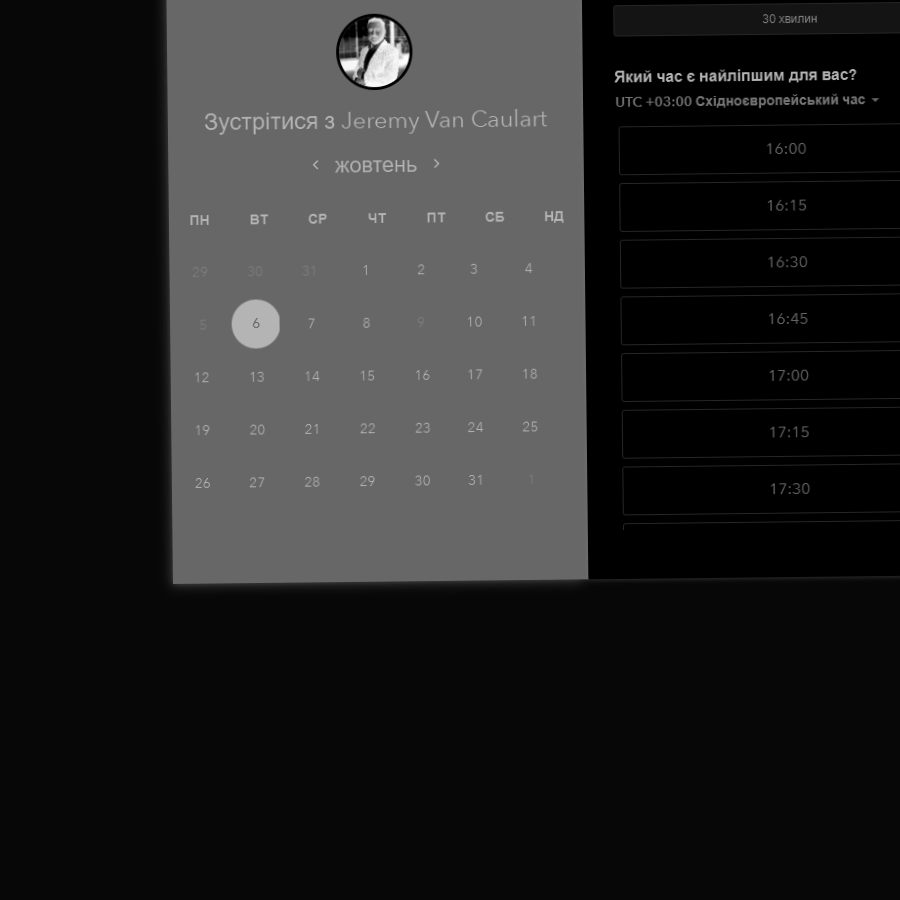 Зустрітися з Jeremy Van Caulart
‹ жовтень ›
ПН ВТ СР ЧТ ПТ СБ НД
29 30 31 1 2 3 4
5 6 7 8 9 10 11
12 13 14 15 16 17 18
19 20 21 22 23 24 25
26 27 28 29 30 31 1
30 хвилин
Який час є найліпшим для вас?
UTC +03:00 Східноєвропейський час
16:00
16:15
16:30
16:45
17:00
17:15
17:30